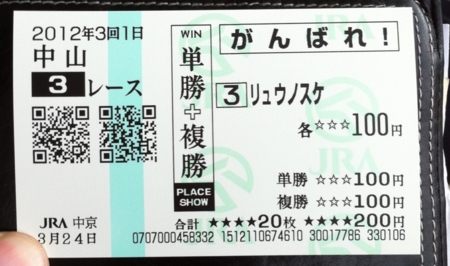 2012年3回1日
中山
3レース
JRA 中京
3月24日
WIN
単勝+複勝
PLACE
SHOW
がんばれ！
3 リュウノスケ
各☆☆☆100円
単勝 ☆☆☆100円
複勝 ☆☆☆100円
合計 ★★★★20枚 ★★★★200円
0707000458332 1512110674610 30017786 330106
JRA